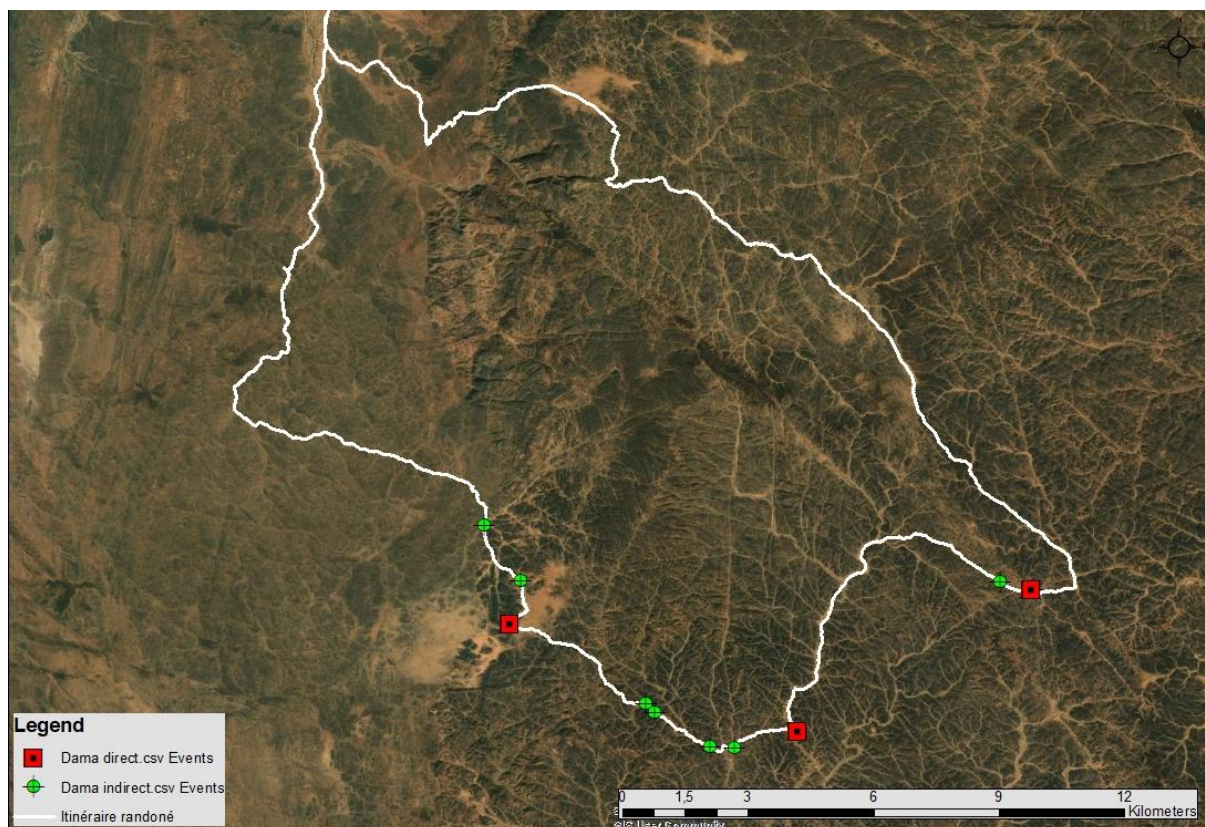 Legend
Dama direct.csv Events
Dama indirect.csv Events
Itinéraire randoné
0 1,5 3 6 9 12
Kilometers